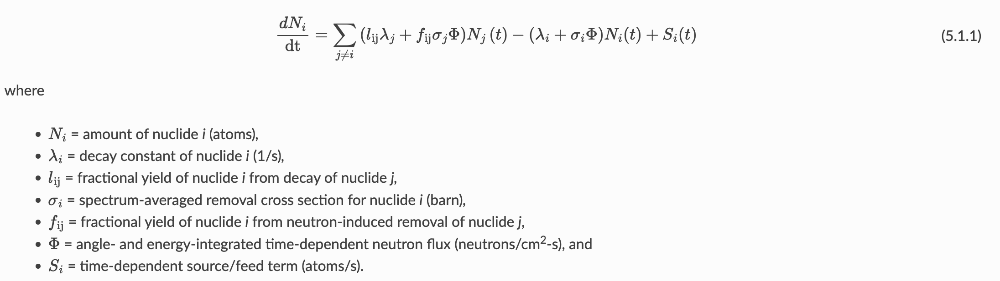 dN_i/dt = ∑_{j≠i} (l_ij λ_j + f_ij σ_j Φ)N_j (t) − (λ_i + σ_i Φ)N_i(t) + S_i(t) (5.1.1)
where
• N_i = amount of nuclide i (atoms),
• λ_i = decay constant of nuclide i (1/s),
• l_ij = fractional yield of nuclide i from decay of nuclide j,
• σ_i = spectrum-averaged removal cross section for nuclide i (barn),
• f_ij = fractional yield of nuclide i from neutron-induced removal of nuclide j,
• Φ = angle- and energy-integrated time-dependent neutron flux (neutrons/cm²-s), and
• S_i = time-dependent source/feed term (atoms/s).